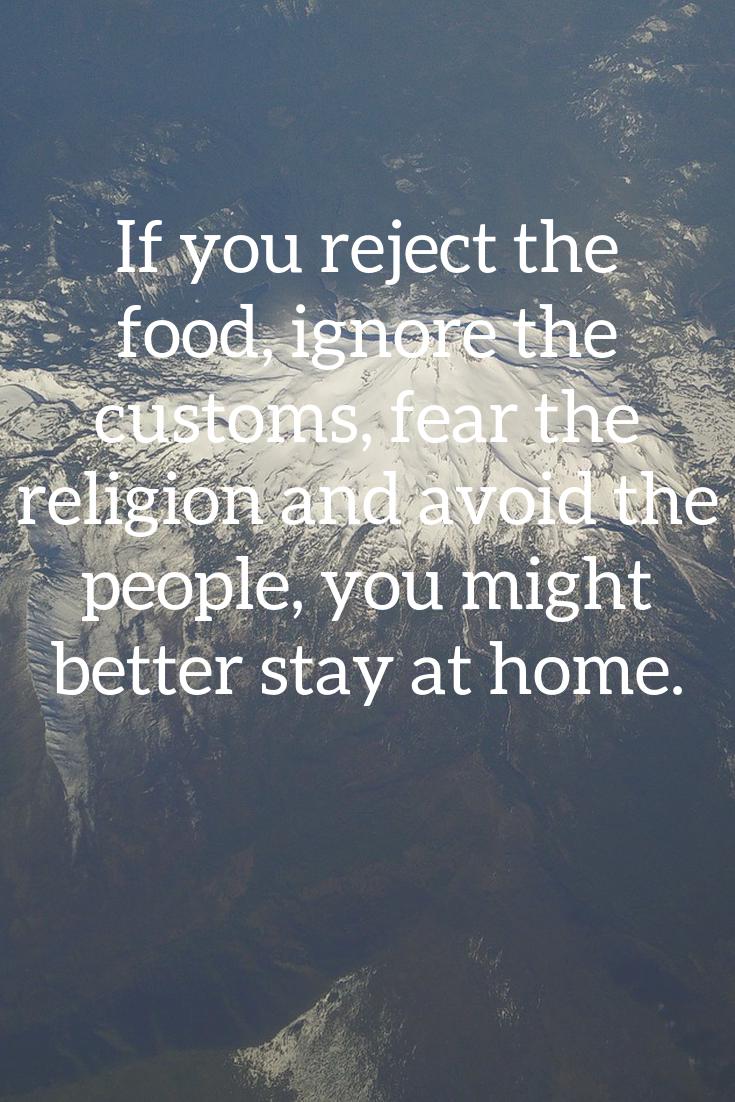 If you reject the
food, ignore the
customs, fear the
religion and avoid the
people, you might
better stay at home.